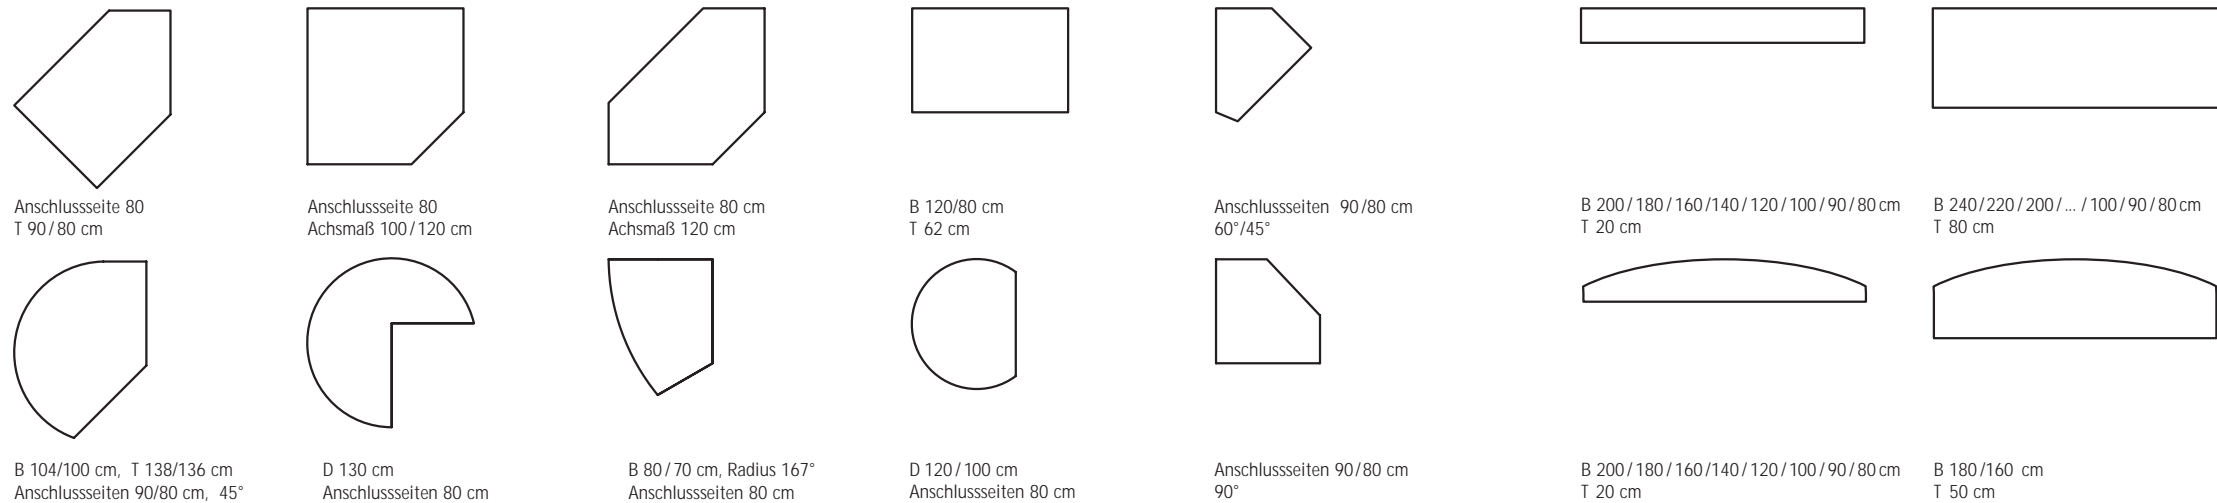 Anschlussseite 80
T 90/80 cm
Anschlussseite 80
Achsmaß 100/120 cm
Anschlussseite 80 cm
Achsmaß 120 cm
B 120/80 cm
T 62 cm
Anschlussseiten 90/80 cm
60°/45°
B 200/180/160/140/120/100/90/80 cm
T 20 cm
B 240/220/200/.../100/90/80 cm
T 80 cm
B 104/100 cm, T 138/136 cm
Anschlussseiten 90/80 cm, 45°
D 130 cm
Anschlussseiten 80 cm
B 80/70 cm, Radius 167°
Anschlussseiten 80 cm
D 120/100 cm
Anschlussseiten 80 cm
Anschlussseiten 90/80 cm
90°
B 200/180/160/140/120/100/90/80 cm
T 20 cm
B 180/160 cm
T 50 cm